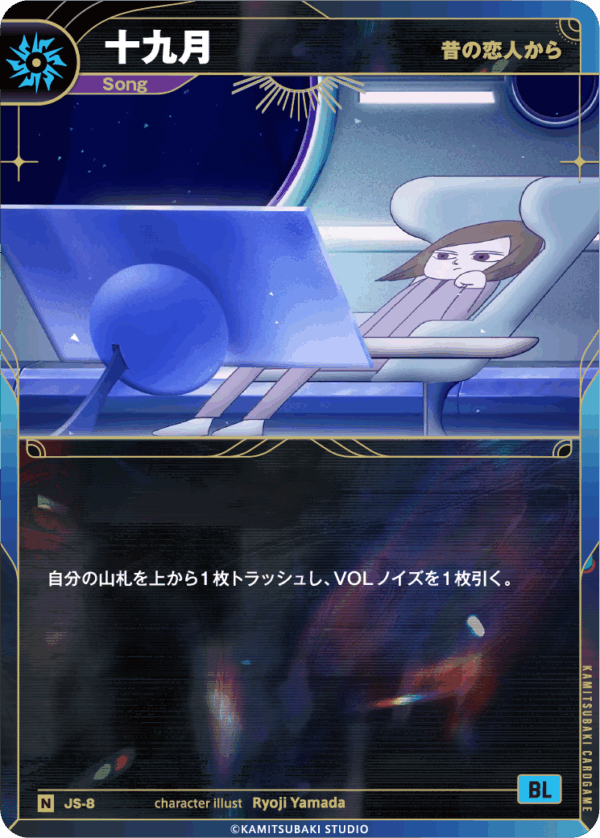 十九月
昔の恋人から
Song
自分の山札を上から1枚トラッシュし、VOLノイズを1枚引く。
KAMITSUBAKI CARDGAME
BL
N JS-8 character illust Ryoji Yamada
©KAMITSUBAKI STUDIO